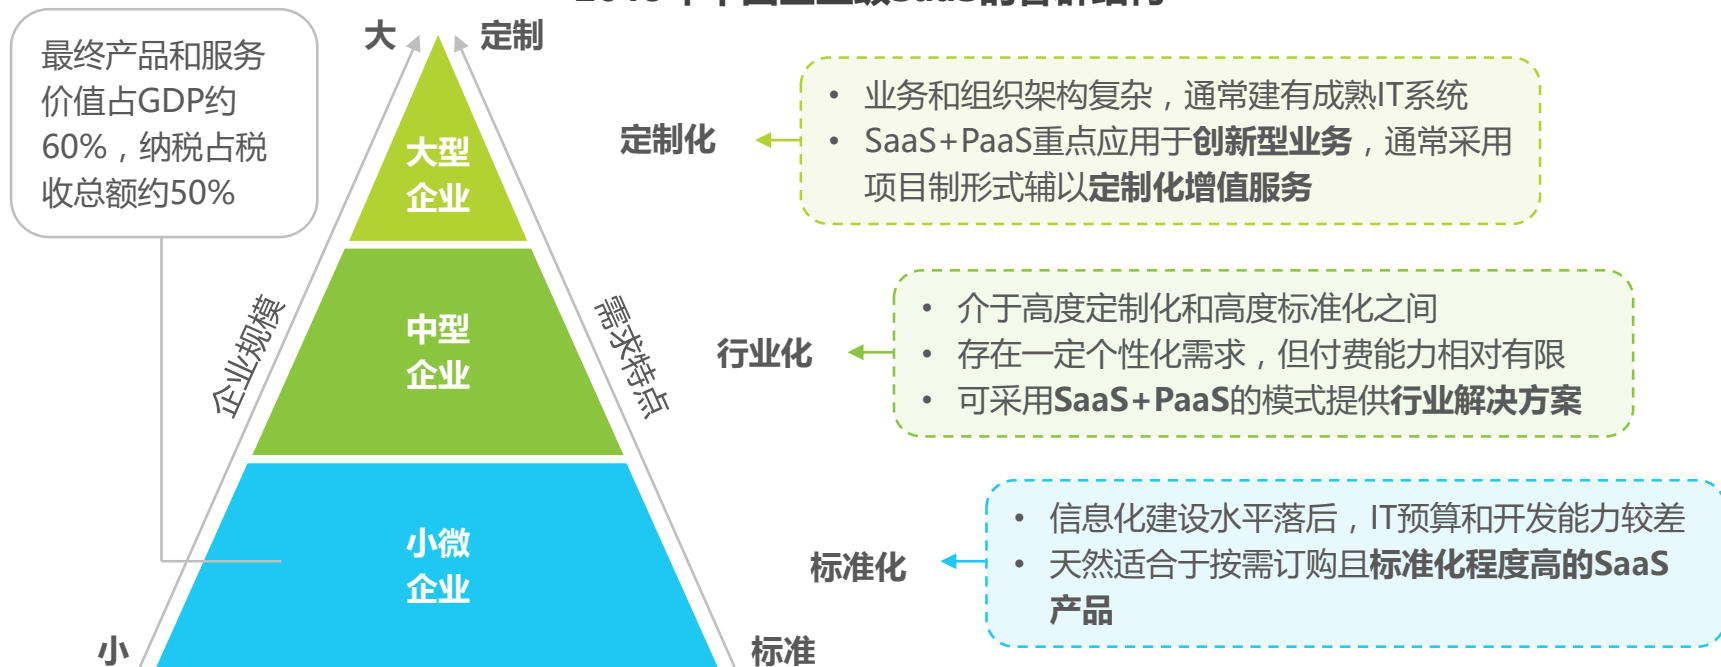 最终产品和服务
价值占GDP约
60%，纳税占税
收总额约50%
大
定制
大型
企业
中型
企业
小微
企业
企业规模
需求特点
小
标准
定制化
• 业务和组织架构复杂，通常建有成熟IT系统
• SaaS+PaaS重点应用于创新型业务，通常采用
项目制形式辅以定制化增值服务
行业化
• 介于高度定制化和高度标准化之间
• 存在一定个性化需求，但付费能力相对有限
• 可采用SaaS+PaaS的模式提供行业解决方案
标准化
• 信息化建设水平落后，IT预算和开发能力较差
• 天然适合于按需订购且标准化程度高的SaaS
产品